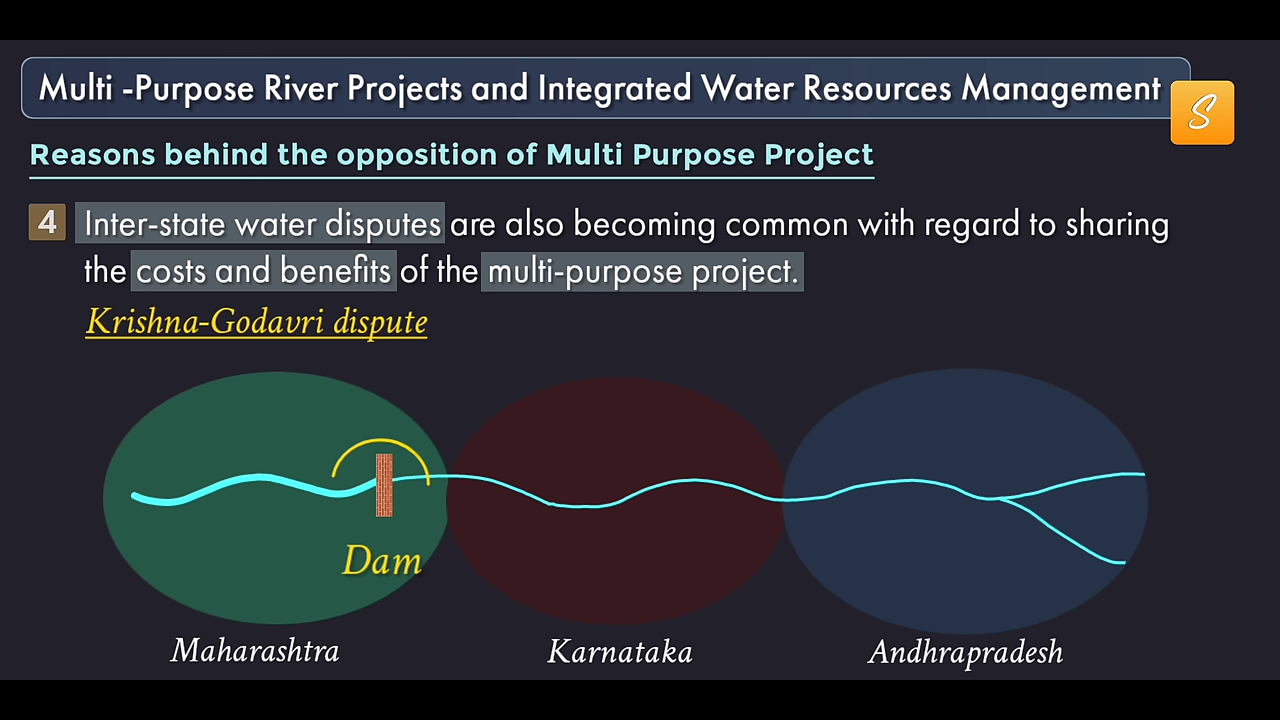 Multi -Purpose River Projects and Integrated Water Resources Management
S
Reasons behind the opposition of Multi Purpose Project
4 Inter-state water disputes are also becoming common with regard to sharing
the costs and benefits of the multi-purpose project.
Krishna-Godavri dispute
Dam
Maharashtra Karnataka Andhrapradesh